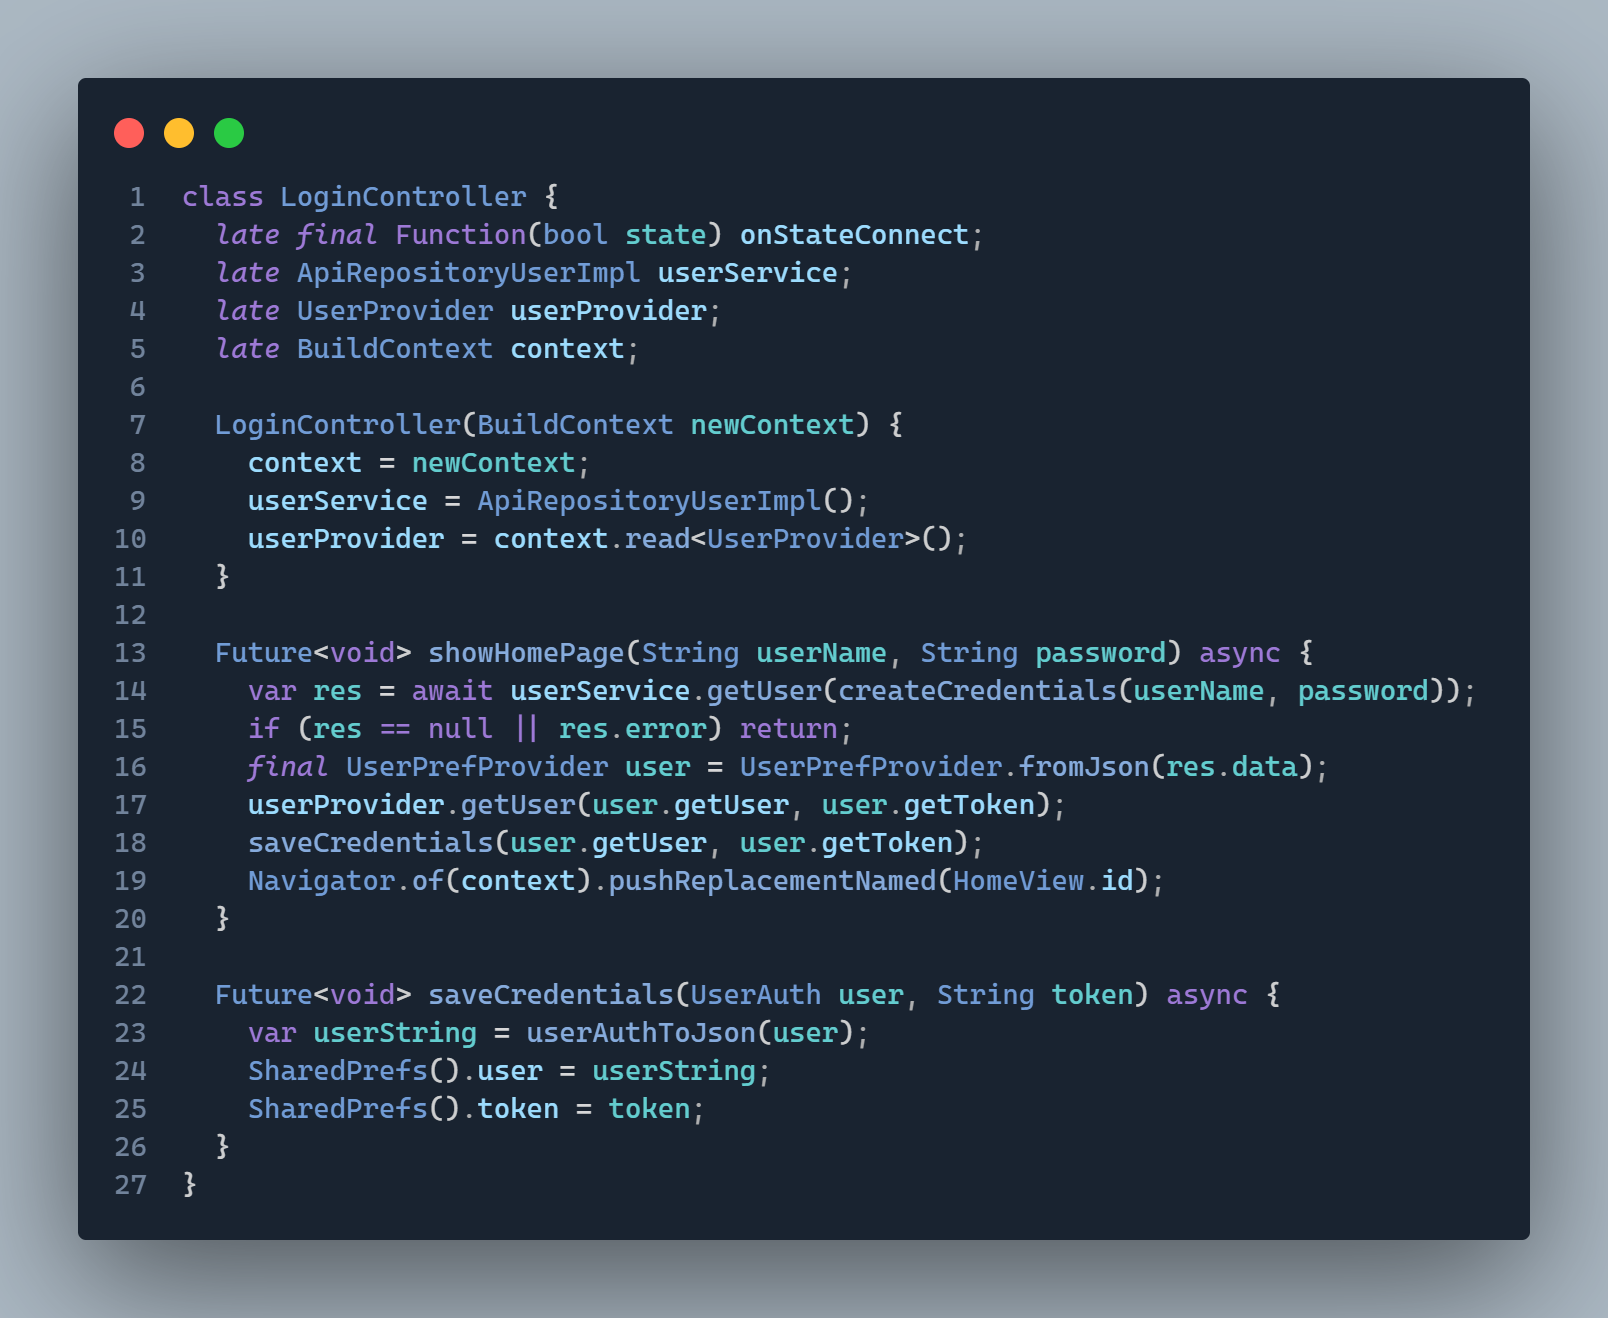 1 class LoginController {
2   late final Function(bool state) onStateConnect;
3   late ApiRepositoryUserImpl userService;
4   late UserProvider userProvider;
5   late BuildContext context;
6
7   LoginController(BuildContext newContext) {
8     context = newContext;
9     userService = ApiRepositoryUserImpl();
10     userProvider = context.read<UserProvider>();
11   }
12
13   Future<void> showHomePage(String userName, String password) async {
14     var res = await userService.getUser(createCredentials(userName, password));
15     if (res == null || res.error) return;
16     final UserPrefProvider user = UserPrefProvider.fromJson(res.data);
17     userProvider.getUser(user.getUser, user.getToken);
18     saveCredentials(user.getUser, user.getToken);
19     Navigator.of(context).pushReplacementNamed(HomeView.id);
20   }
21
22   Future<void> saveCredentials(UserAuth user, String token) async {
23     var userString = userAuthToJson(user);
24     SharedPrefs().user = userString;
25     SharedPrefs().token = token;
26   }
27 }